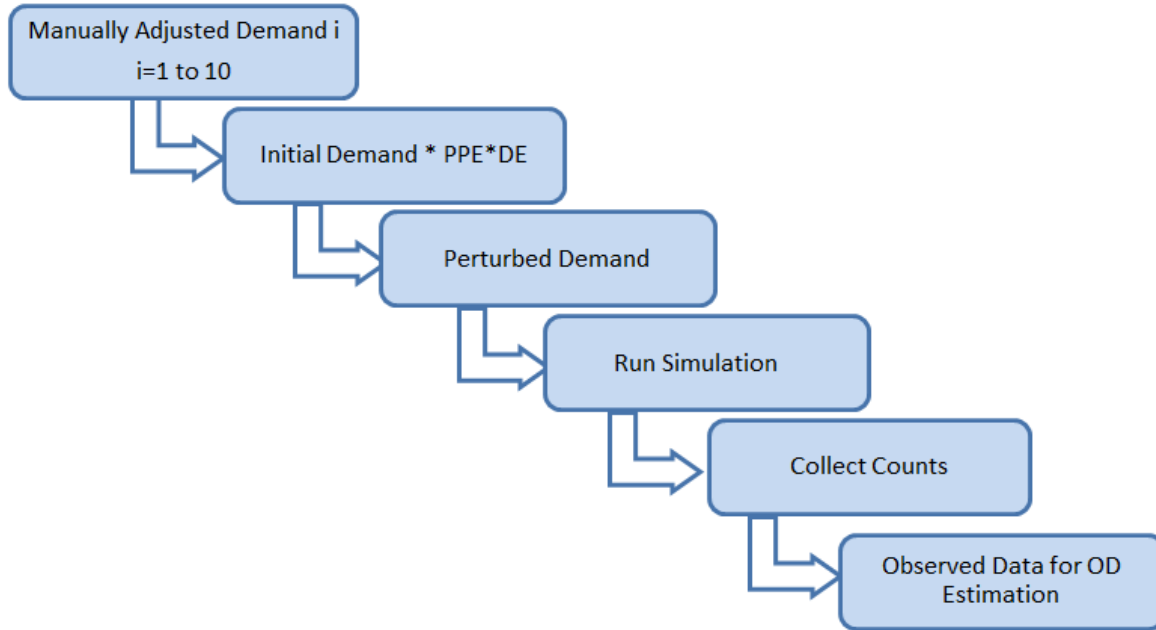 Manually Adjusted Demand i
i=1 to 10
Initial Demand * PPE*DE
Perturbed Demand
Run Simulation
Collect Counts
Observed Data for OD
Estimation